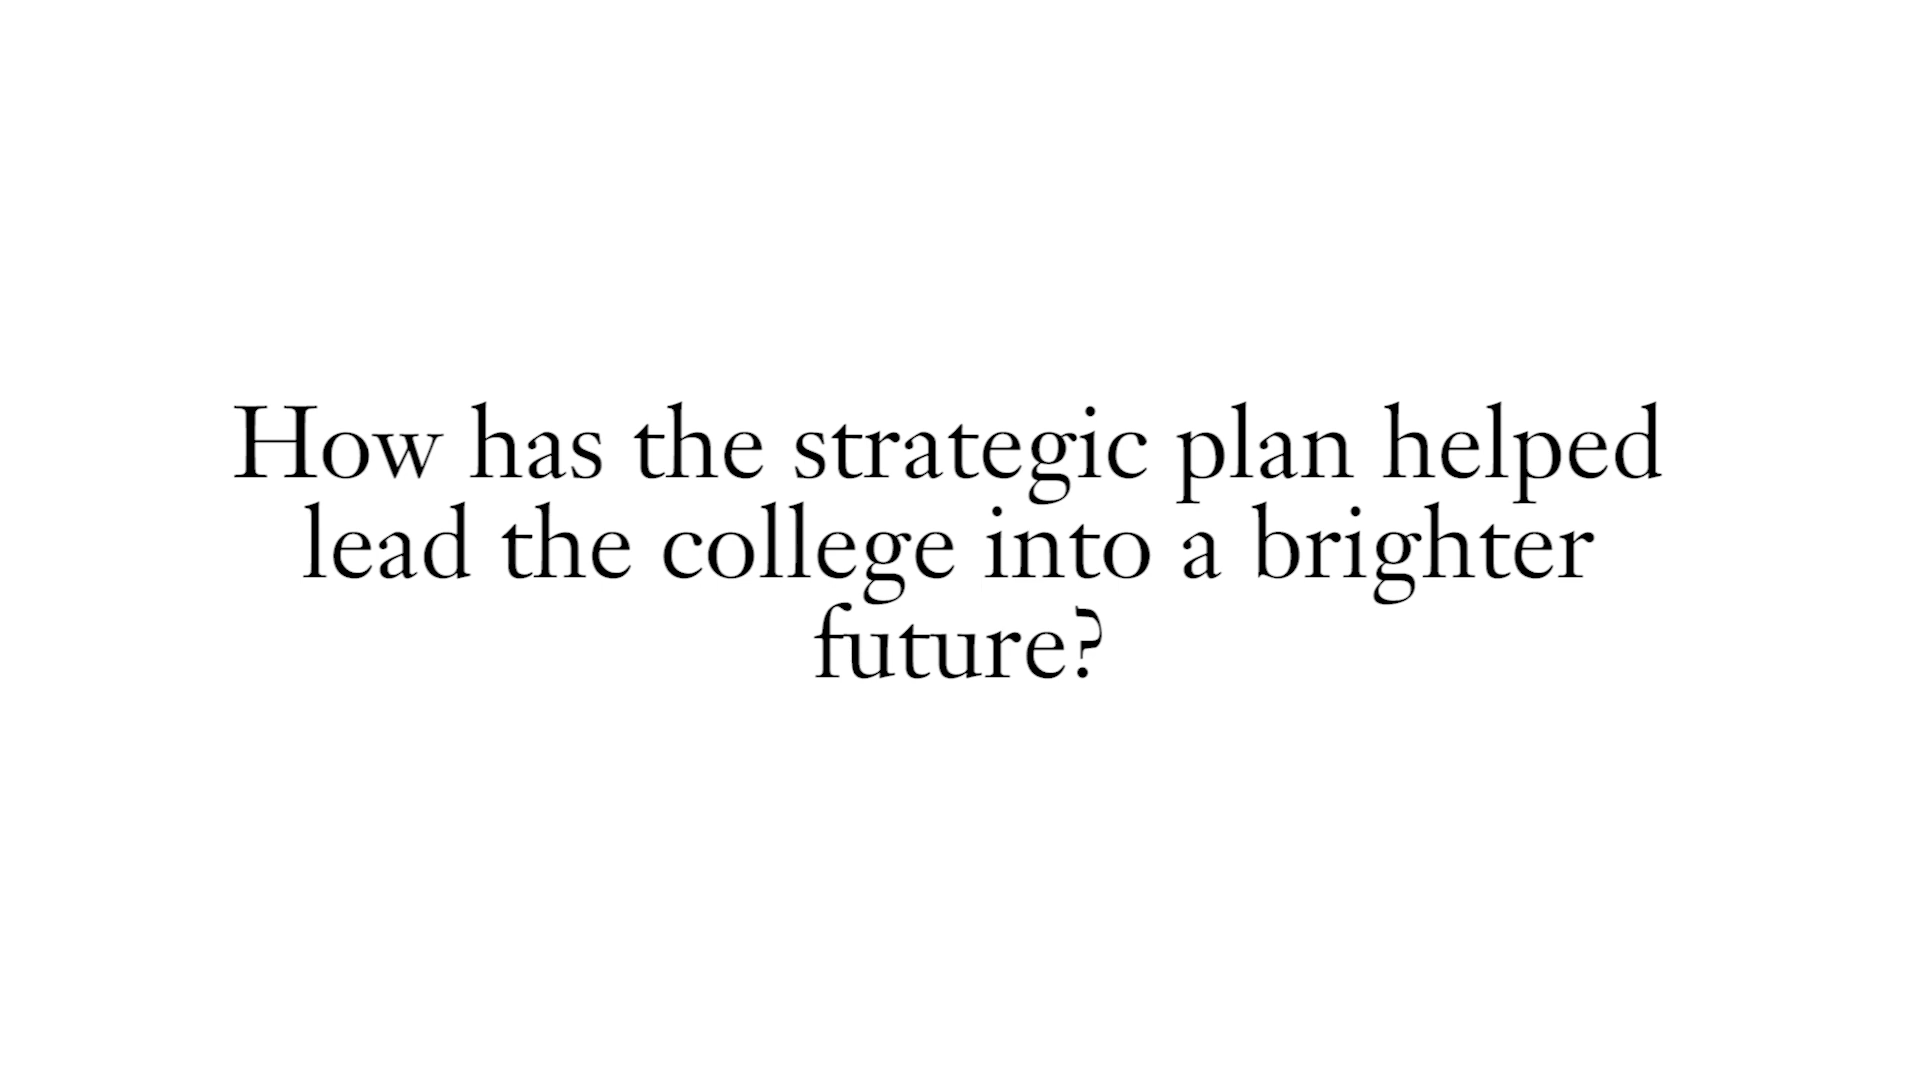 How has the strategic plan helped
lead the college into a brighter
future?